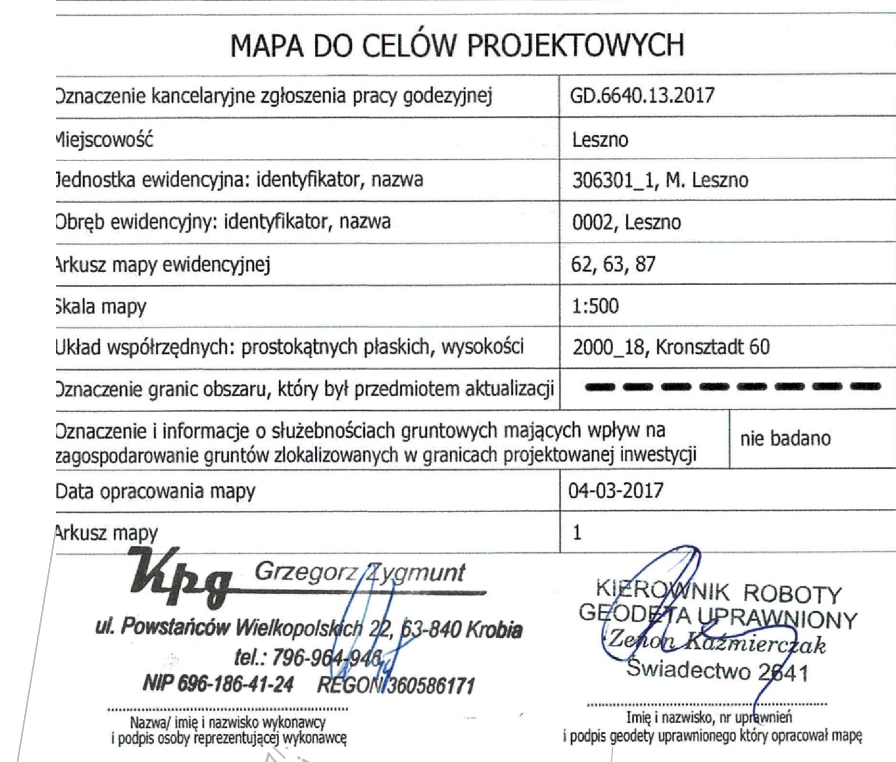 MAPA DO CELÓW PROJEKTOWYCH
Oznaczenie kancelaryjne zgłoszenia pracy godezyjnej GD.6640.13.2017
Miejscowość Leszno
Jednostka ewidencyjna: identyfikator, nazwa 306301_1, M. Leszno
Obręb ewidencyjny: identyfikator, nazwa 0002, Leszno
Arkusz mapy ewidencyjnej 62, 63, 87
Skala mapy 1:500
Układ współrzędnych: prostokątnych płaskich, wysokości 2000_18, Kronsztadt 60
Oznaczenie granic obszaru, który był przedmiotem aktualizacji
Oznaczenie i informacje o służebnościach gruntowych mających wpływ na
zagospodarowanie gruntów zlokalizowanych w granicach projektowanej inwestycji
nie badano
Data opracowania mapy 04-03-2017
Arkusz mapy 1
Kpg Grzegorz Zygmunt
ul. Powstańców Wielkopolskich 22, 63-840 Krobia
tel.: 796-964-946
NIP 696-186-41-24 REGON 360586171
Nazwa/ imię i nazwisko wykonawcy
i podpis osoby reprezentującej wykonawcę
KIEROWNIK ROBOTY
GEODETA UPRAWNIONY
Zenon Kaźmierczak
Świadectwo 2641
Imię i nazwisko, nr uprawnień
i podpis geodety uprawnionego który opracował mapę